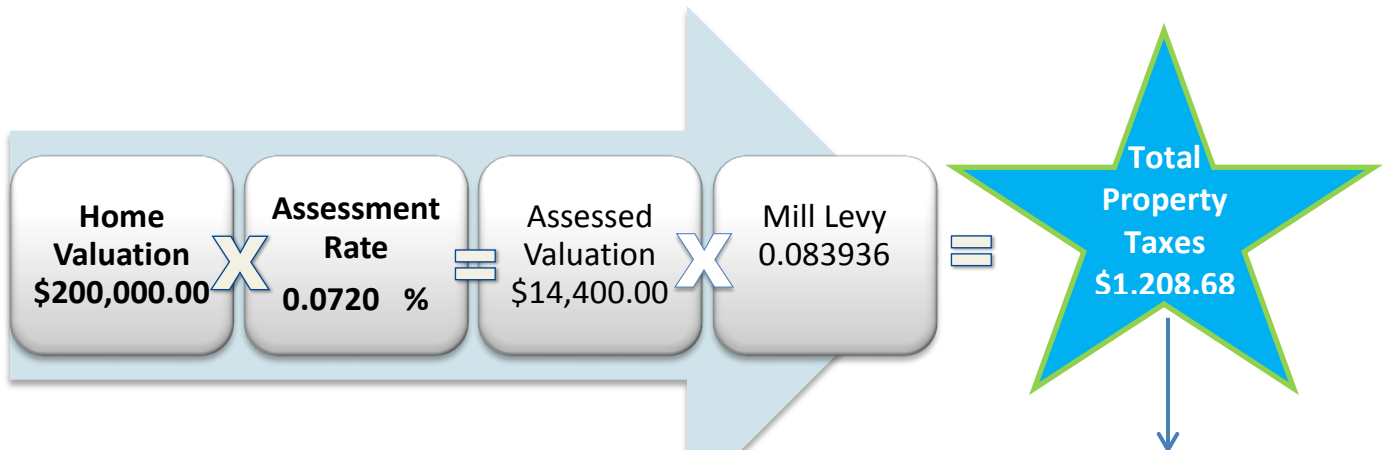 Home
Valuation
$200,000.00
X
Assessment
Rate
0.0720 %
=
Assessed
Valuation
$14,400.00
X
Mill Levy
0.083936
=
Total
Property
Taxes
$1,208.68